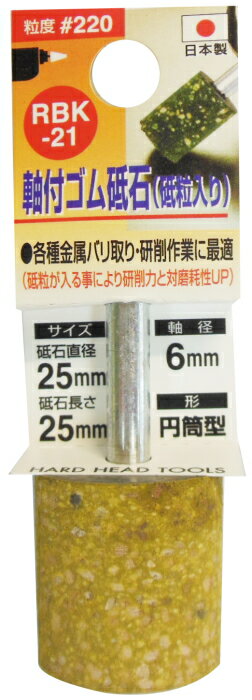 粒度 #220
日本製
RBK
-21
軸付ゴム砥石(砥粒入り)
●各種金属バリ取り・研削作業に最適
(砥粒が入る事により研削力と対磨耗性UP)
サイズ
砥石直径
25mm
砥石長さ
25mm
軸径
6mm
形
円筒型
HARD HEAD TOOLS